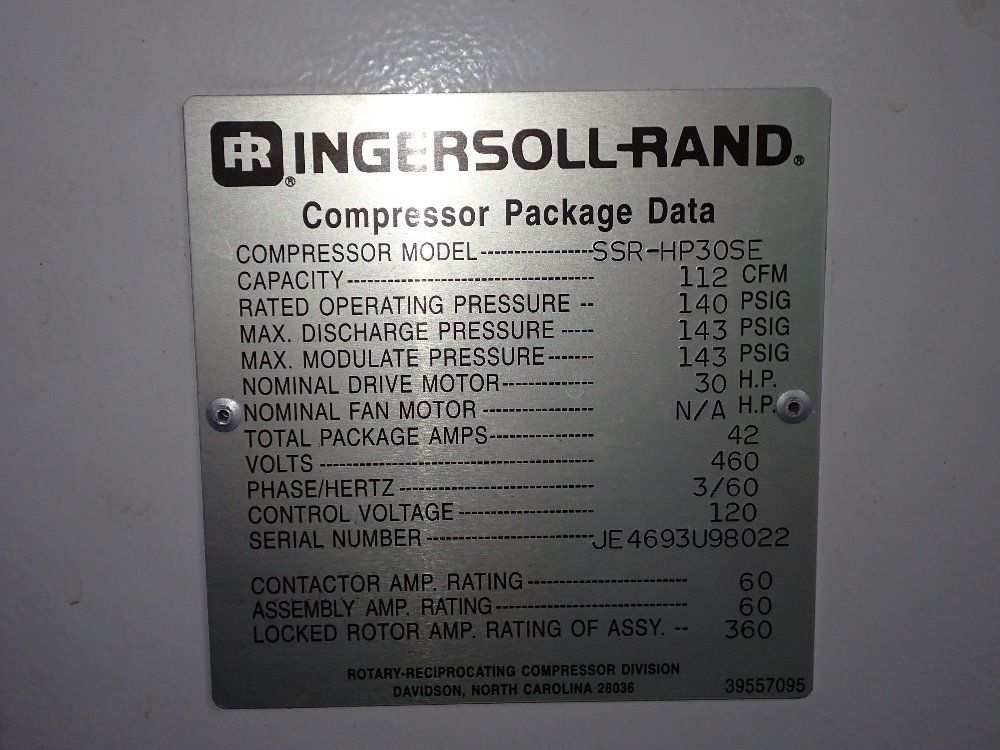 IR® INGERSOLL-RAND®
Compressor Package Data
COMPRESSOR MODEL ---------------- SSR-HP30SE
CAPACITY -------------------------------- 112 CFM
RATED OPERATING PRESSURE -- 140 PSIG
MAX. DISCHARGE PRESSURE ----- 143 PSIG
MAX. MODULATE PRESSURE ------- 143 PSIG
NOMINAL DRIVE MOTOR ------------- 30 H.P.
NOMINAL FAN MOTOR ---------------- N/A H.P.
TOTAL PACKAGE AMPS --------------- 42
VOLTS ---------------------------------------- 460
PHASE/HERTZ ---------------------------- 3/60
CONTROL VOLTAGE ------------------- 120
SERIAL NUMBER ------------------------ JE4693U98022
CONTACTOR AMP. RATING ----------------------- 60
ASSEMBLY AMP. RATING --------------------------- 60
LOCKED ROTOR AMP. RATING OF ASSY. -- 360
ROTARY-RECIPROCATING COMPRESSOR DIVISION
DAVIDSON, NORTH CAROLINA 28036 39557095